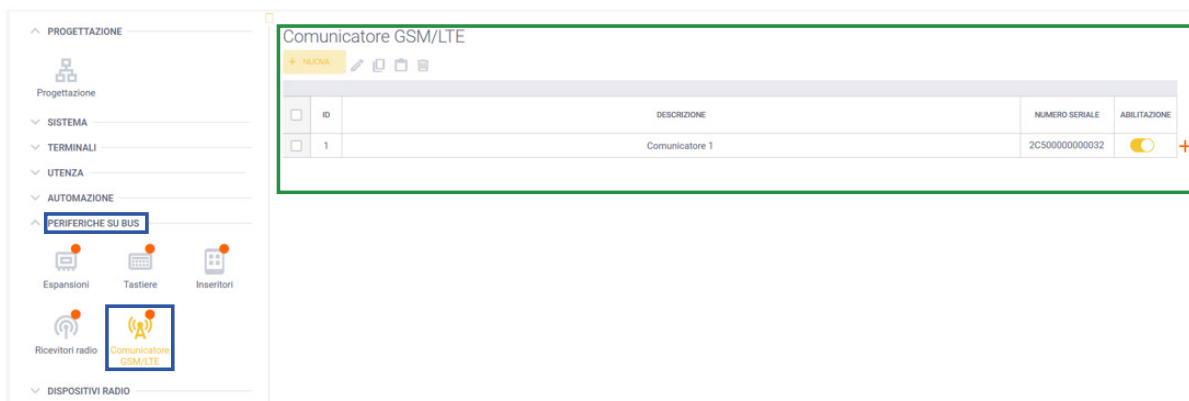 PROGETTAZIONE
Progettazione
SISTEMA
TERMINALI
UTENZA
AUTOMAZIONE
PERIFERICHE SU BUS
Espansioni Tastiere Inseritori
Ricevitori radio Comunicatore
GSM/LTE
DISPOSITIVI RADIO
Comunicatore GSM/LTE
+ NUOVA
ID DESCRIZIONE NUMERO SERIALE ABILITAZIONE
1 Comunicatore 1 2C500000000032